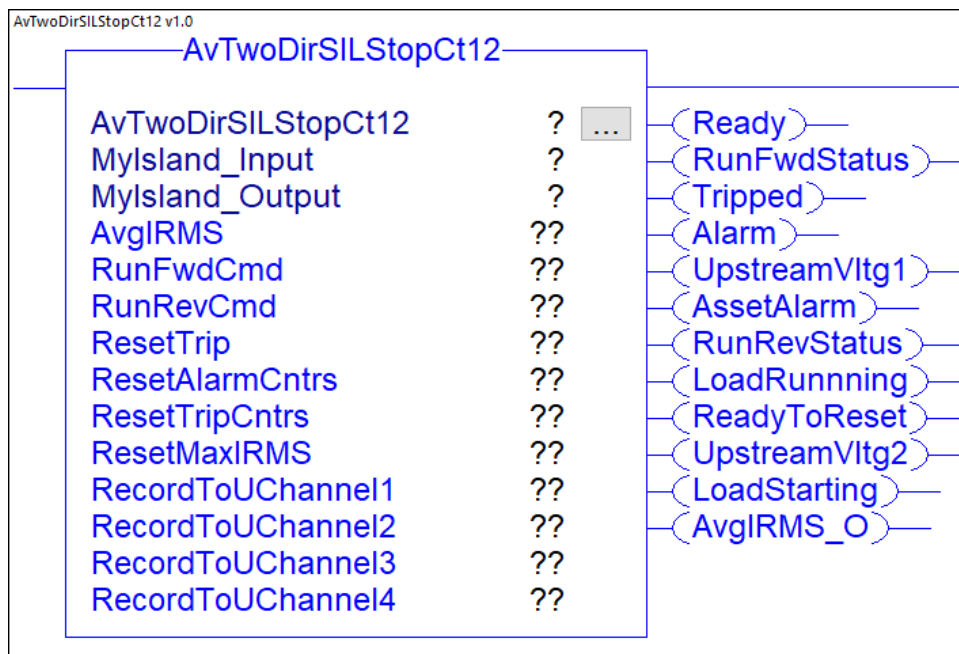 AvTwoDirSILStopCt12 v1.0
AvTwoDirSILStopCt12
AvTwoDirSILStopCt12 ? ... Ready
MyIsland_Input ? RunFwdStatus
MyIsland_Output ? Tripped
AvgIRMS ?? Alarm
RunFwdCmd ?? UpstreamVltg1
RunRevCmd ?? AssetAlarm
ResetTrip ?? RunRevStatus
ResetAlarmCntrs ?? LoadRunnning
ResetTripCntrs ?? ReadyToReset
ResetMaxIRMS ?? UpstreamVltg2
RecordToUChannel1 ?? LoadStarting
RecordToUChannel2 ?? AvgIRMS_O
RecordToUChannel3 ??
RecordToUChannel4 ??